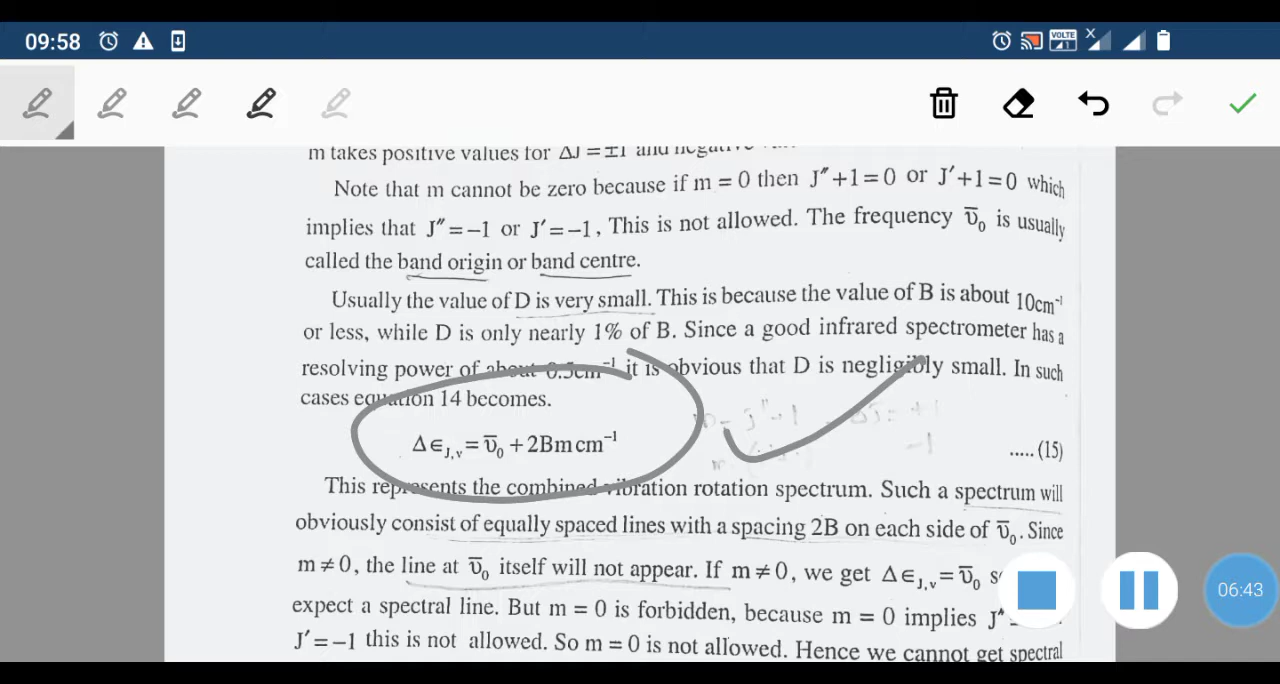 09:58
VOLTE
m takes positive values for ΔJ = ±1 and
Note that m cannot be zero because if m = 0 then J″+1=0 or J′+1=0 which
implies that J″=−1 or J′=−1, This is not allowed. The frequency ῡ₀ is usually
called the band origin or band centre.
Usually the value of D is very small. This is because the value of B is about 10cm⁻¹
or less, while D is only nearly 1% of B. Since a good infrared spectrometer has a
resolving power of about 0.5cm⁻¹ it is obvious that D is negligibly small. In such
cases equation 14 becomes.
Δ∈J,v = ῡ₀ + 2Bm cm⁻¹
.....(15)
This represents the combined vibration rotation spectrum. Such a spectrum will
obviously consist of equally spaced lines with a spacing 2B on each side of ῡ₀. Since
m ≠ 0, the line at ῡ₀ itself will not appear. If m ≠ 0, we get Δ∈J,v = ῡ₀
expect a spectral line. But m = 0 is forbidden, because m = 0 implies J″
J′=−1 this is not allowed. So m = 0 is not allowed. Hence we cannot get spectral
06:43